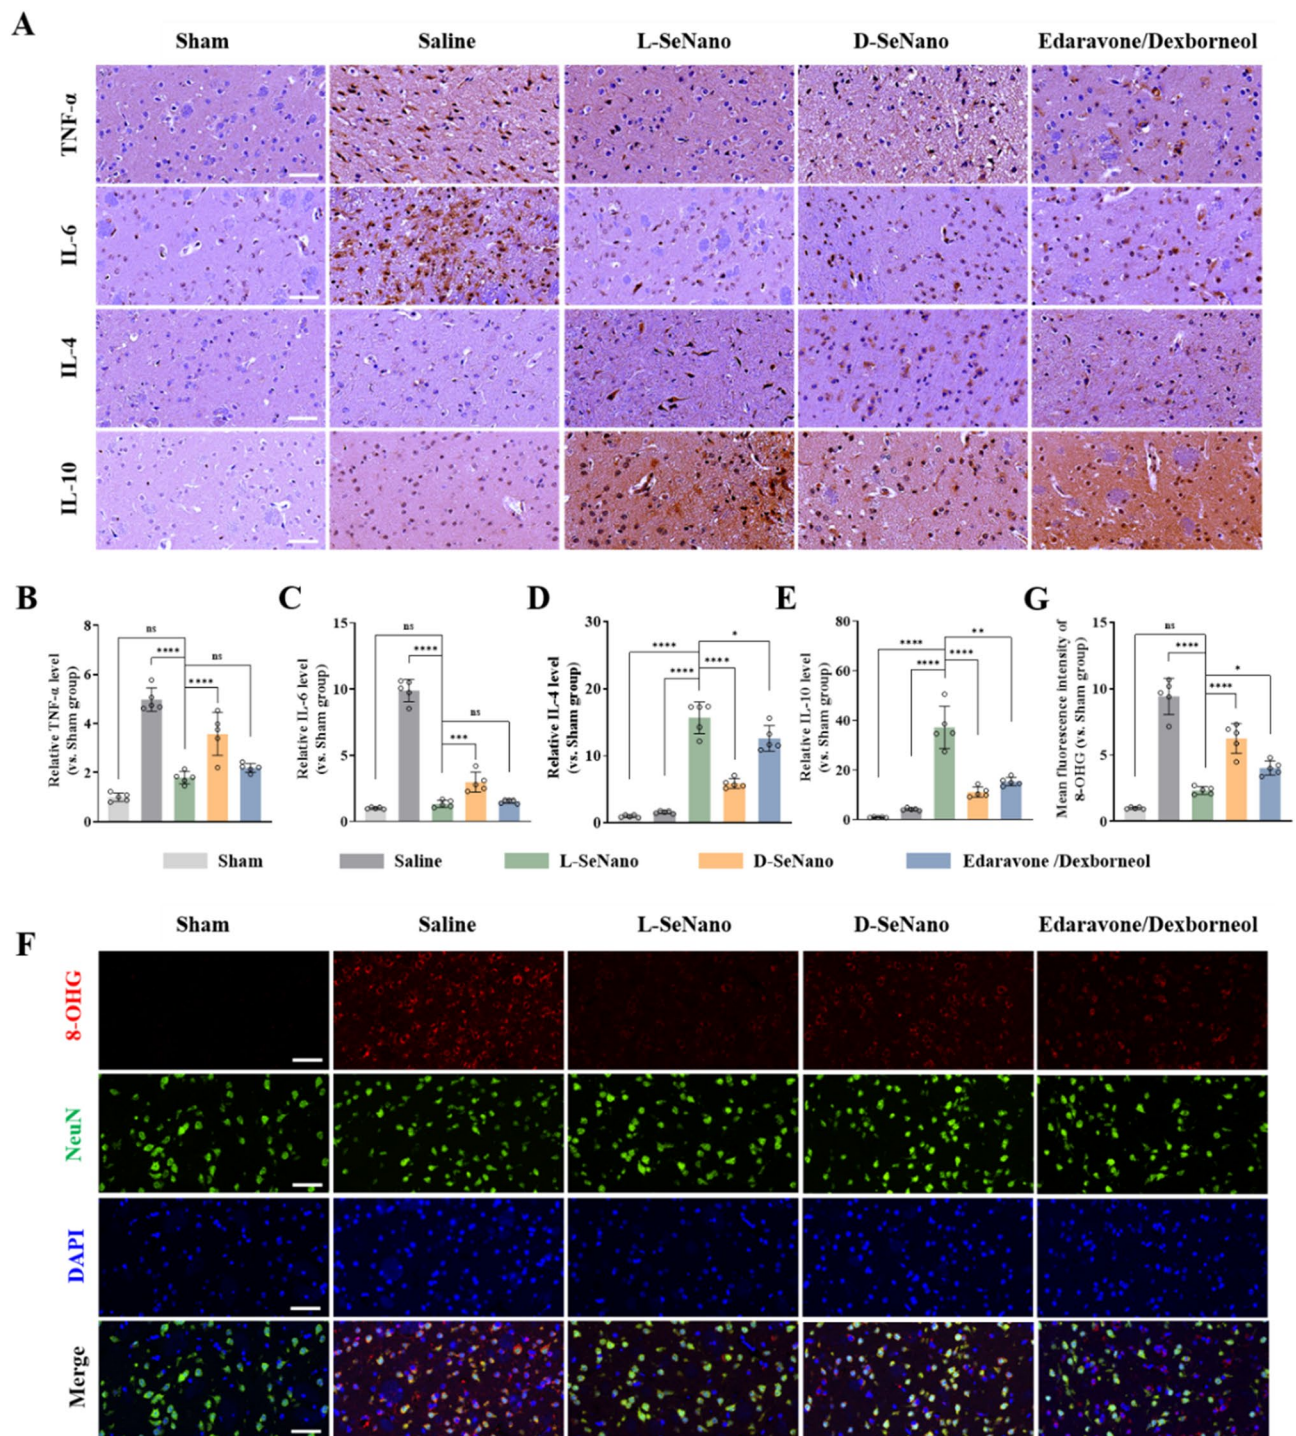 A
Sham Saline L-SeNano D-SeNano Edaravone/Dexborneol
TNF-α
IL-6
IL-4
IL-10
B
Relative TNF-α level
(vs. Sham group)
8
6
4
2
0
ns
****
ns
****
C
Relative IL-6 level
(vs. Sham group)
15
10
5
0
ns
****
ns
***
D
Relative IL-4 level
(vs. Sham group)
30
20
10
0
****
*
****
****
E
Relative IL-10 level
(vs. Sham group)
80
60
40
20
0
****
**
****
****
G
Mean fluorescence intensity of
8-OHG (vs. Sham group)
15
10
5
0
ns
****
*
****
Sham Saline L-SeNano D-SeNano Edaravone /Dexborneol
F
Sham Saline L-SeNano D-SeNano Edaravone/Dexborneol
8-OHG
NeuN
DAPI
Merge